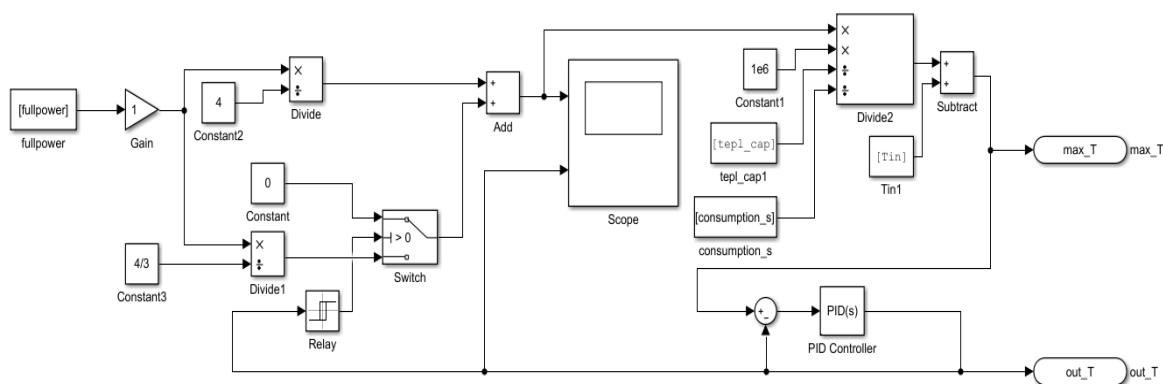 [fullpower]
fullpower
1
Gain
4
Constant2
×
÷
Divide
+
+
Add
0
Constant
4/3
Constant3
×
÷
Divide1
> 0
Switch
Relay
Scope
1e6
Constant1
[tepl_cap]
tepl_cap1
[consumption_s]
consumption_s
×
×
÷
÷
Divide2
[Tin]
Tin1
+
+
Subtract
max_T
max_T
+
−
PID(s)
PID Controller
out_T
out_T